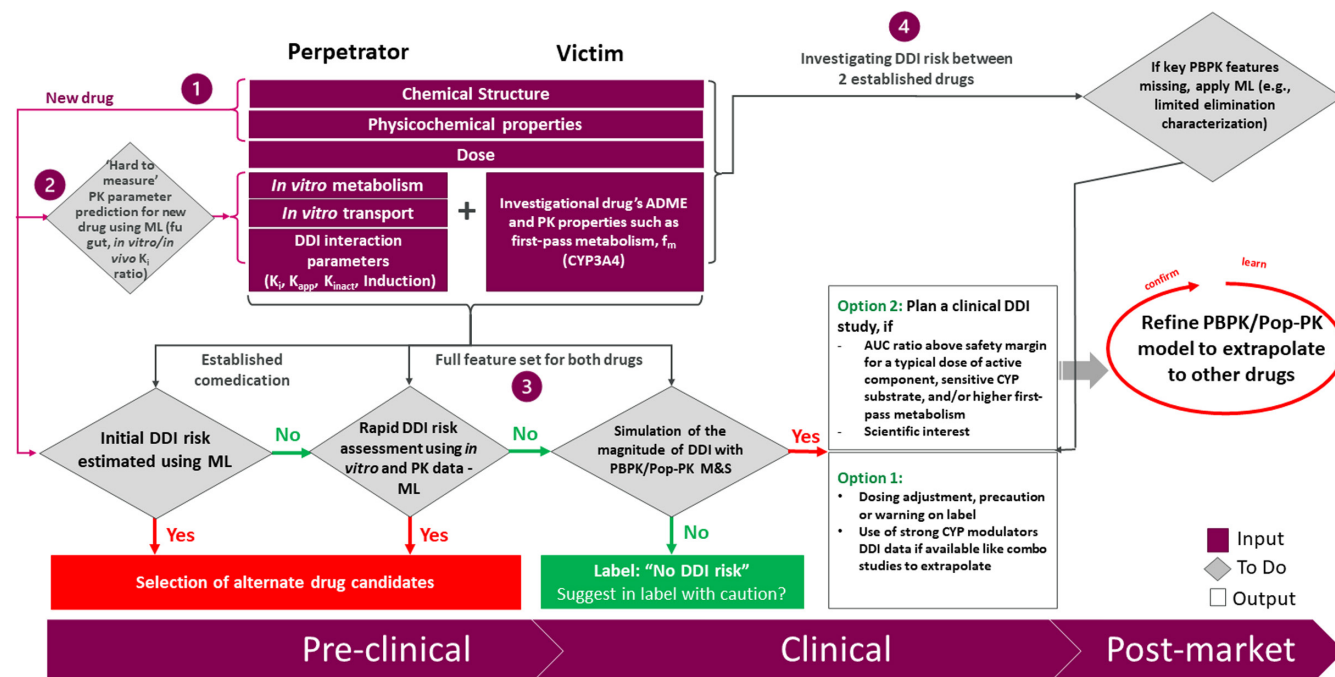 Perpetrator
Victim
4
Investigating DDI risk between
2 established drugs
If key PBPK features
missing, apply ML (e.g.,
limited elimination
characterization)
New drug
1
Chemical Structure
Physicochemical properties
Dose
2
'Hard to
measure'
PK parameter
prediction for new
drug using ML (fu
gut, in vitro/in
vivo Ki
ratio)
In vitro metabolism
In vitro transport
DDI interaction
parameters
(Ki, Kapp, Kinact, Induction)
+
Investigational drug's ADME
and PK properties such as
first-pass metabolism, fm
(CYP3A4)
Established
comedication
Full feature set for both drugs
3
Initial DDI risk
estimated using ML
No
Rapid DDI risk
assessment using in
vitro and PK data -
ML
No
Simulation of the
magnitude of DDI with
PBPK/Pop-PK M&S
Yes
Yes
Yes
No
Selection of alternate drug candidates
Label: “No DDI risk”
Suggest in label with caution?
Option 2: Plan a clinical DDI
study, if
- AUC ratio above safety margin
for a typical dose of active
component, sensitive CYP
substrate, and/or higher first-
pass metabolism
- Scientific interest
Option 1:
• Dosing adjustment, precaution
or warning on label
• Use of strong CYP modulators
DDI data if available like combo
studies to extrapolate
confirm
learn
Refine PBPK/Pop-PK
model to extrapolate
to other drugs
Input
To Do
Output
Pre-clinical
Clinical
Post-market